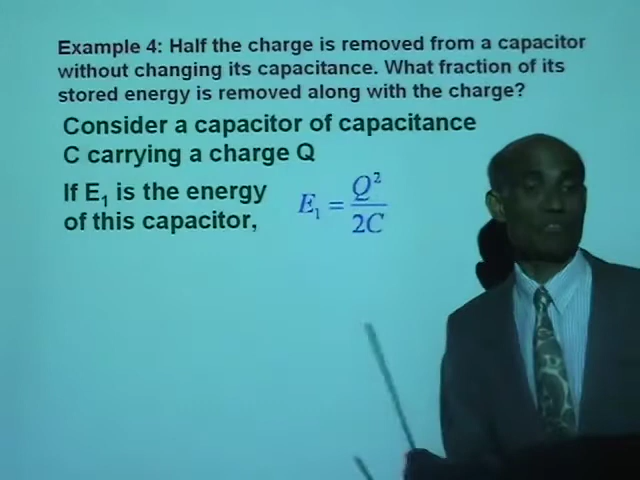 Example 4: Half the charge is removed from a capacitor
without changing its capacitance. What fraction of its
stored energy is removed along with the charge?
Consider a capacitor of capacitance
C carrying a charge Q
If E₁ is the energy
of this capacitor,
E₁ = Q²/2C